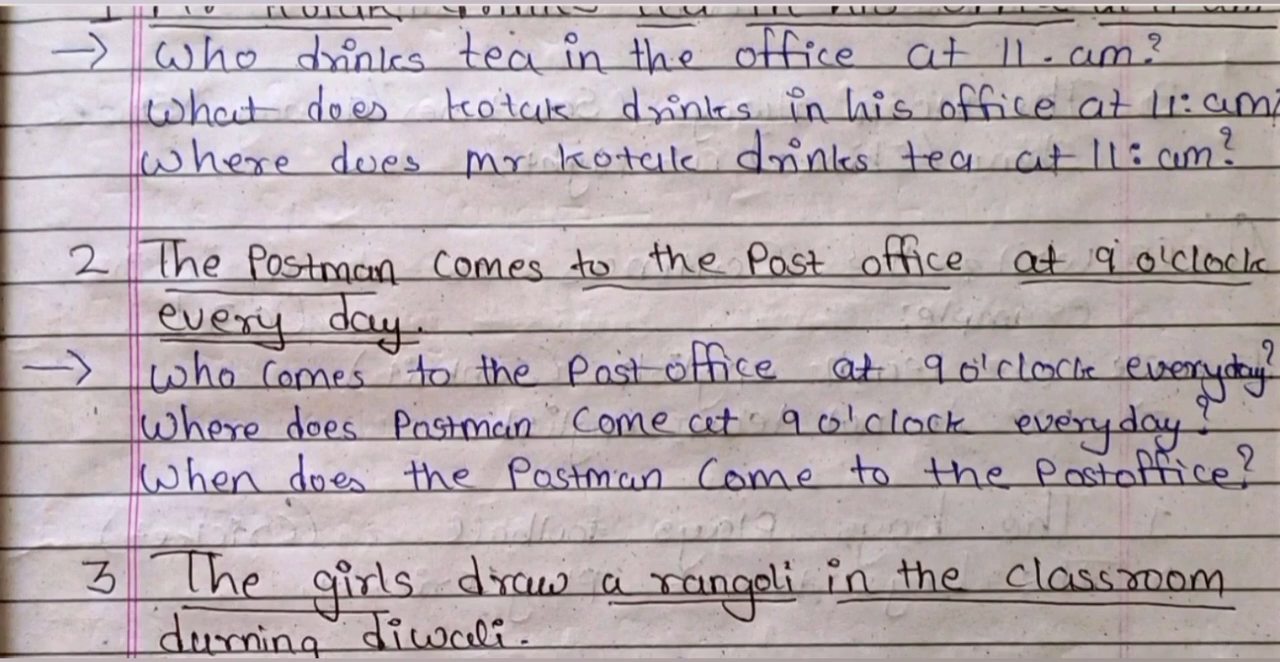 → Who drinks tea in the office at 11.am?
What does kotak drinks in his office at 11:am?
Where does mr kotak drinks tea at 11:am?
2 The Postman comes to the Post office at 9 o'clock
every day.
→ Who comes to the Post office at 9 o'clock everyday?
Where does Postman come at 9 o'clock everyday?
When does the Postman come to the Postoffice?
3 The girls draw a rangoli in the classroom
durning diwali.